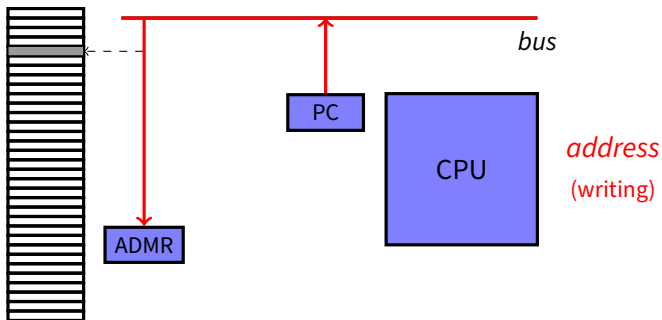 bus
PC
CPU
address
(writing)
ADMR